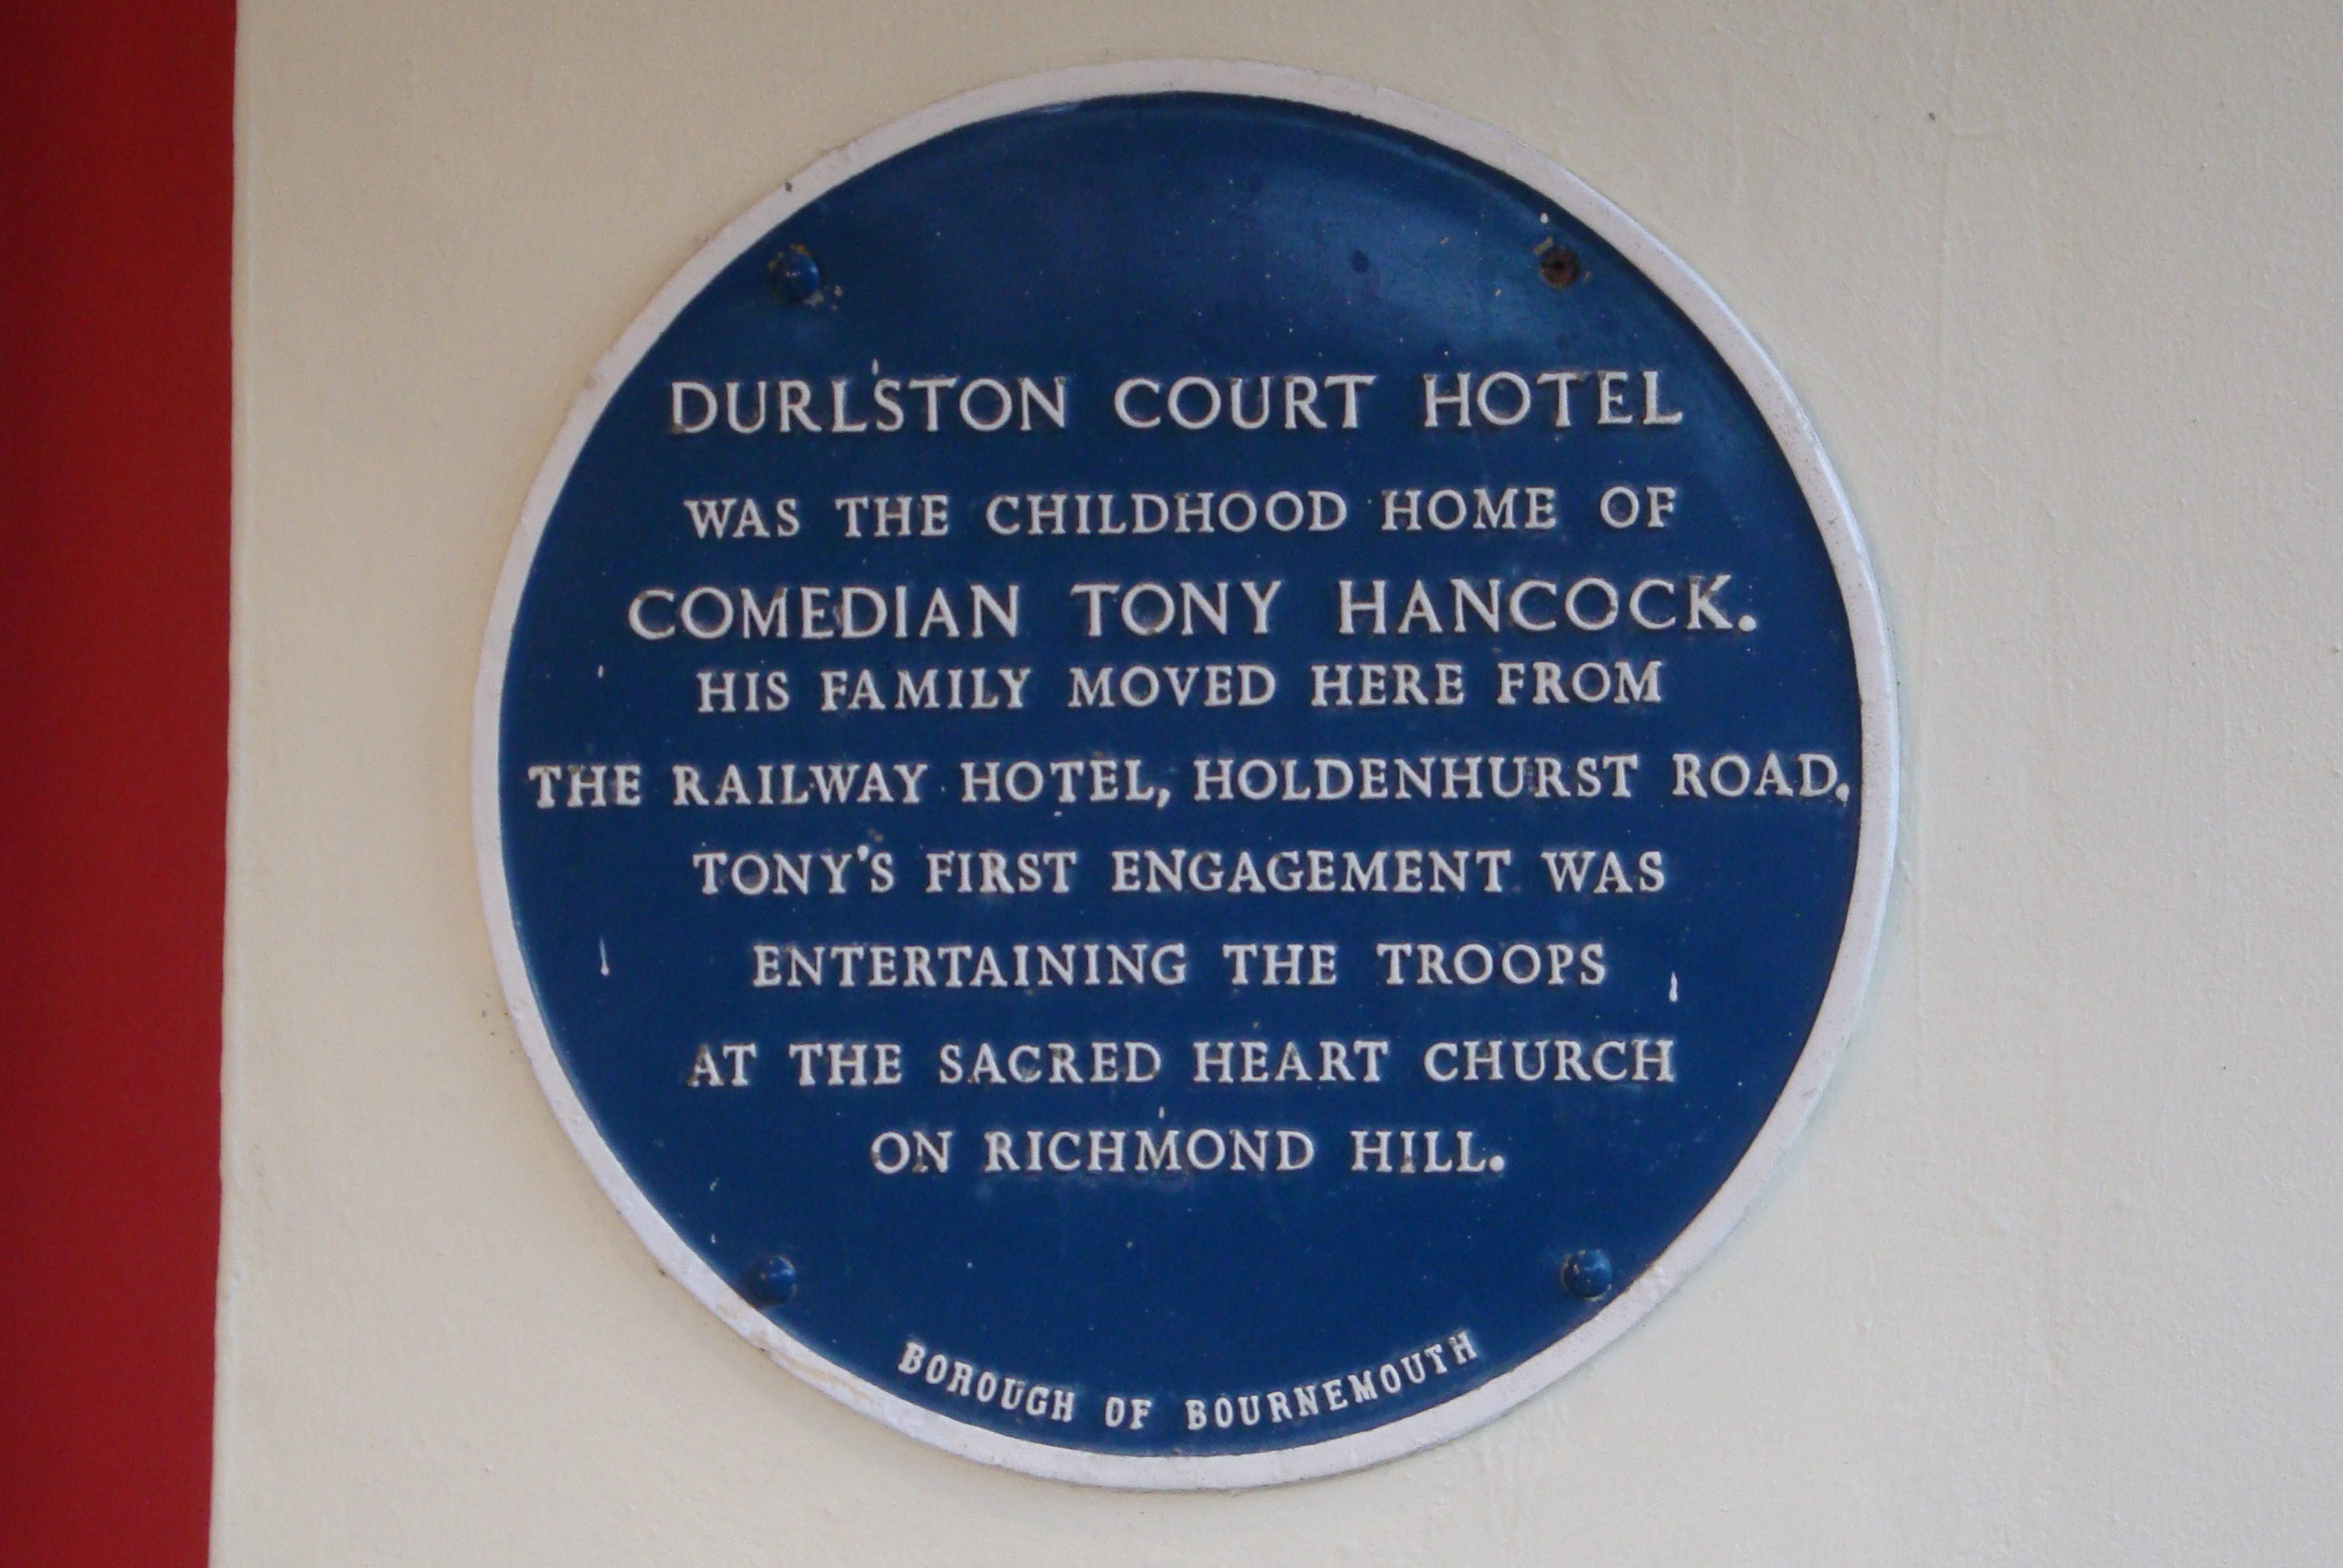 DURLSTON COURT HOTEL
WAS THE CHILDHOOD HOME OF
COMEDIAN TONY HANCOCK.
HIS FAMILY MOVED HERE FROM
THE RAILWAY HOTEL, HOLDENHURST ROAD.
TONY'S FIRST ENGAGEMENT WAS
ENTERTAINING THE TROOPS
AT THE SACRED HEART CHURCH
ON RICHMOND HILL.
BOROUGH OF BOURNEMOUTH